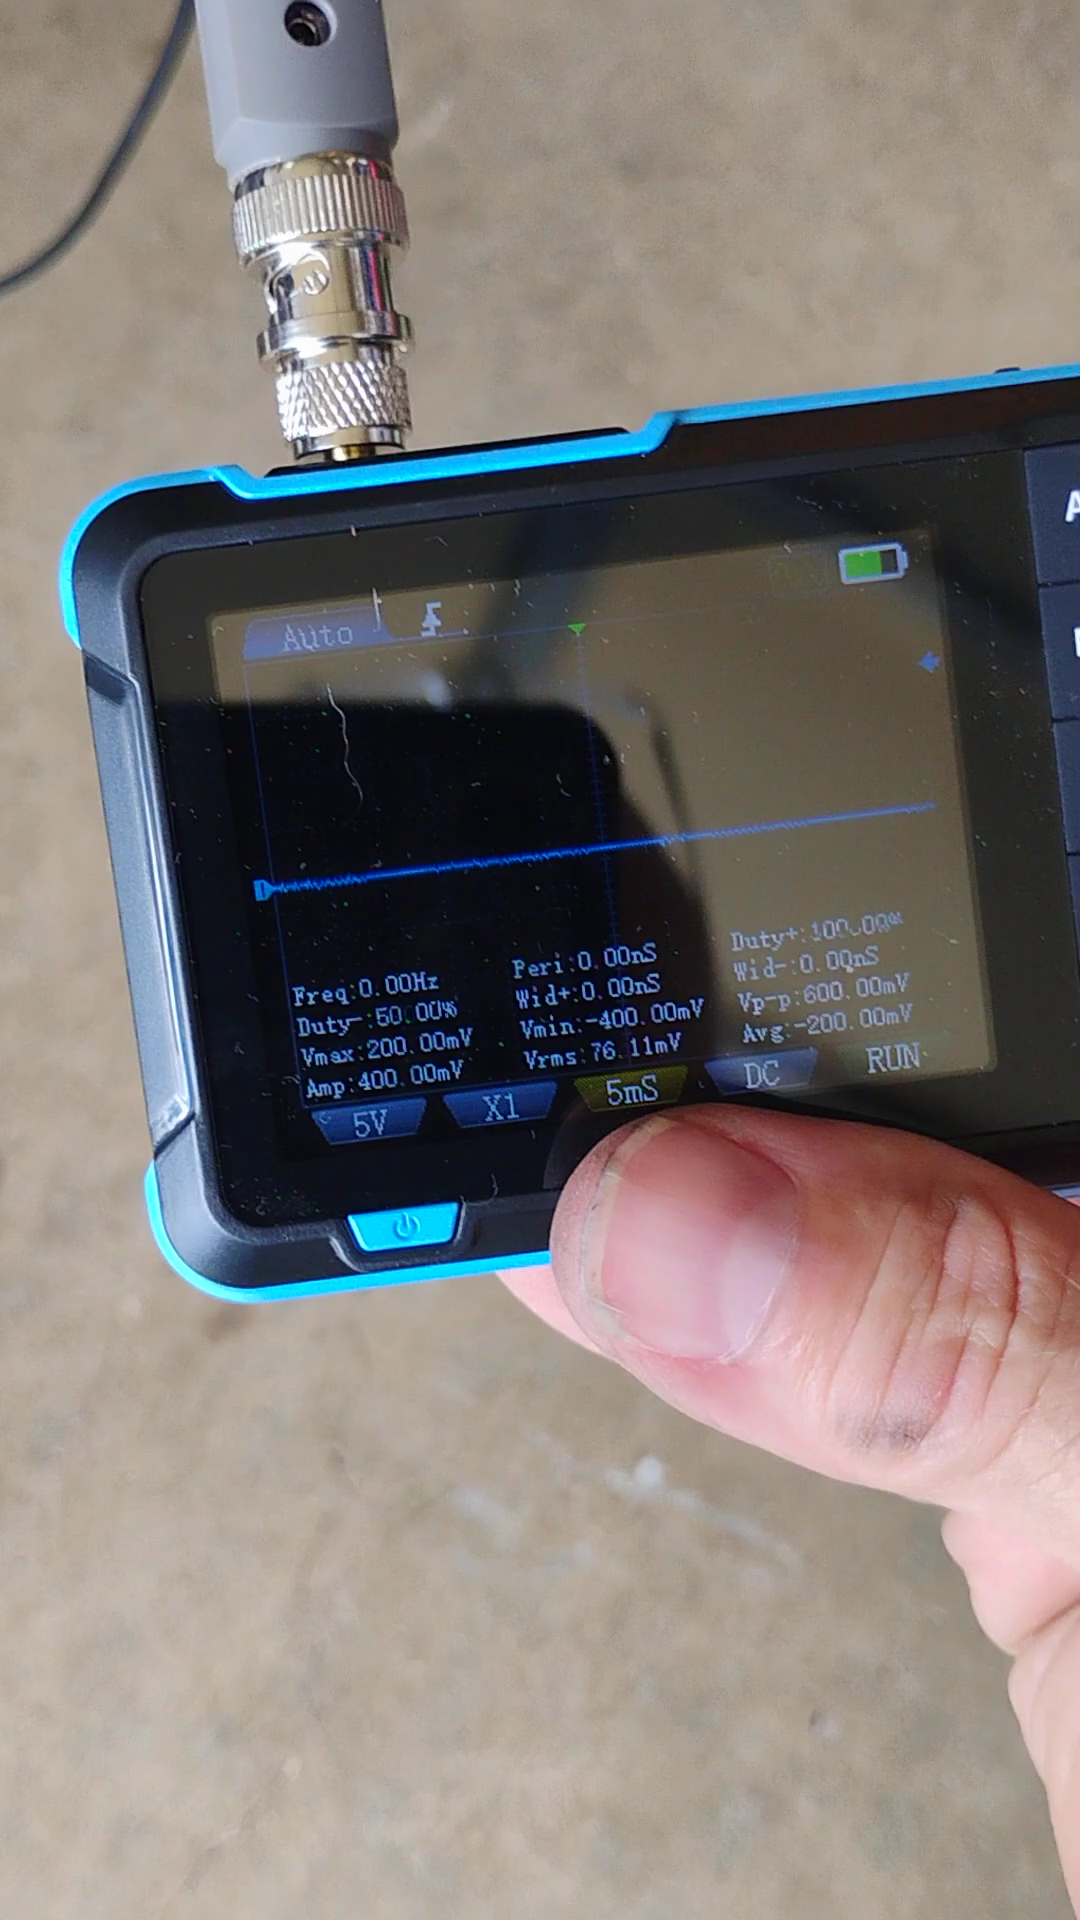 Auto
Freq:0.00Hz Peri:0.00nS Duty+:100.00%
Duty-:50.00% Wid+:0.00nS Wid-:0.00nS
Vmax:200.00mV Vmin:-400.00mV Vp-p:600.00mV
Amp:400.00mV Vrms:76.11mV Avg:-200.00mV
5V X1 5mS DC RUN
1
A